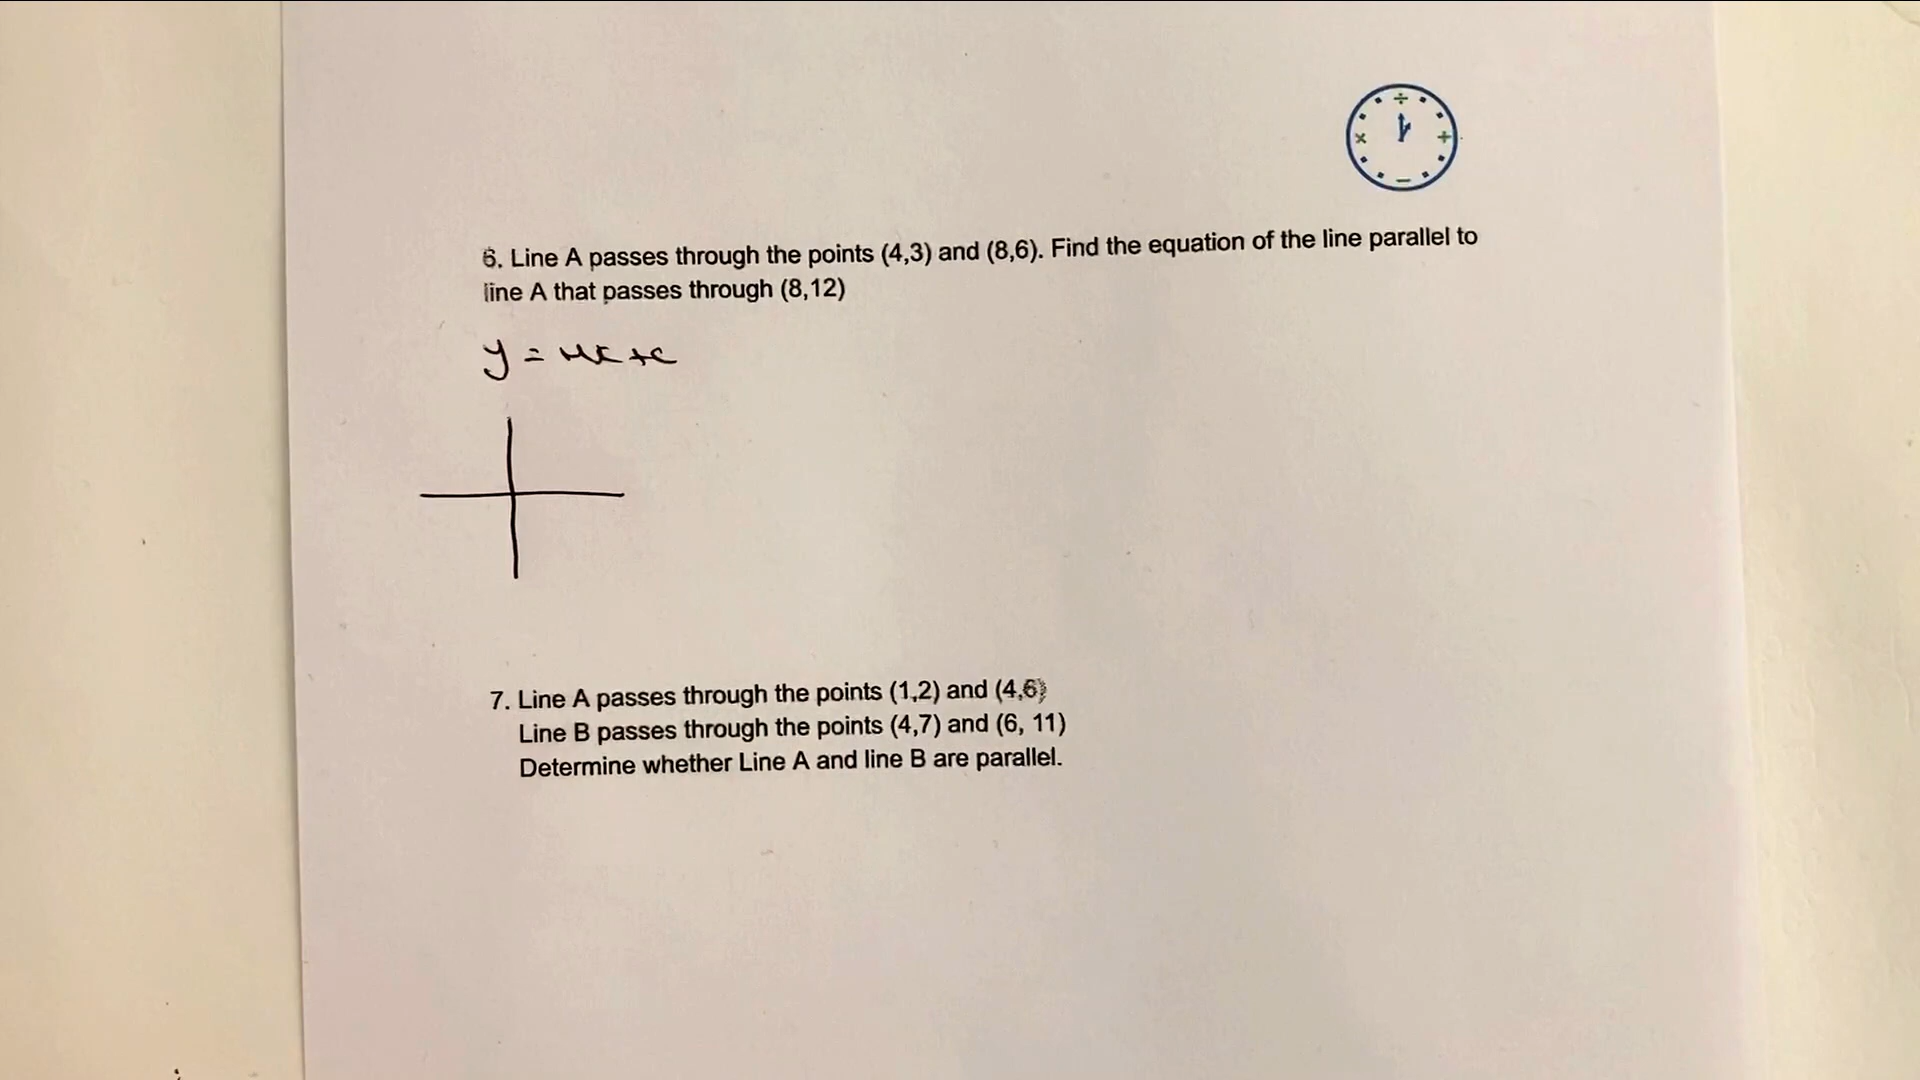 6. Line A passes through the points (4,3) and (8,6). Find the equation of the line parallel to
line A that passes through (8,12)
y = mx+c
7. Line A passes through the points (1,2) and (4,6)
Line B passes through the points (4,7) and (6, 11)
Determine whether Line A and line B are parallel.